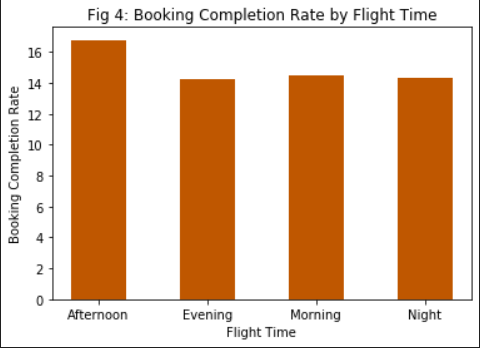 Fig 4: Booking Completion Rate by Flight Time
Booking Completion Rate
16
14
12
10
8
6
4
2
0
Afternoon Evening Morning Night
Flight Time